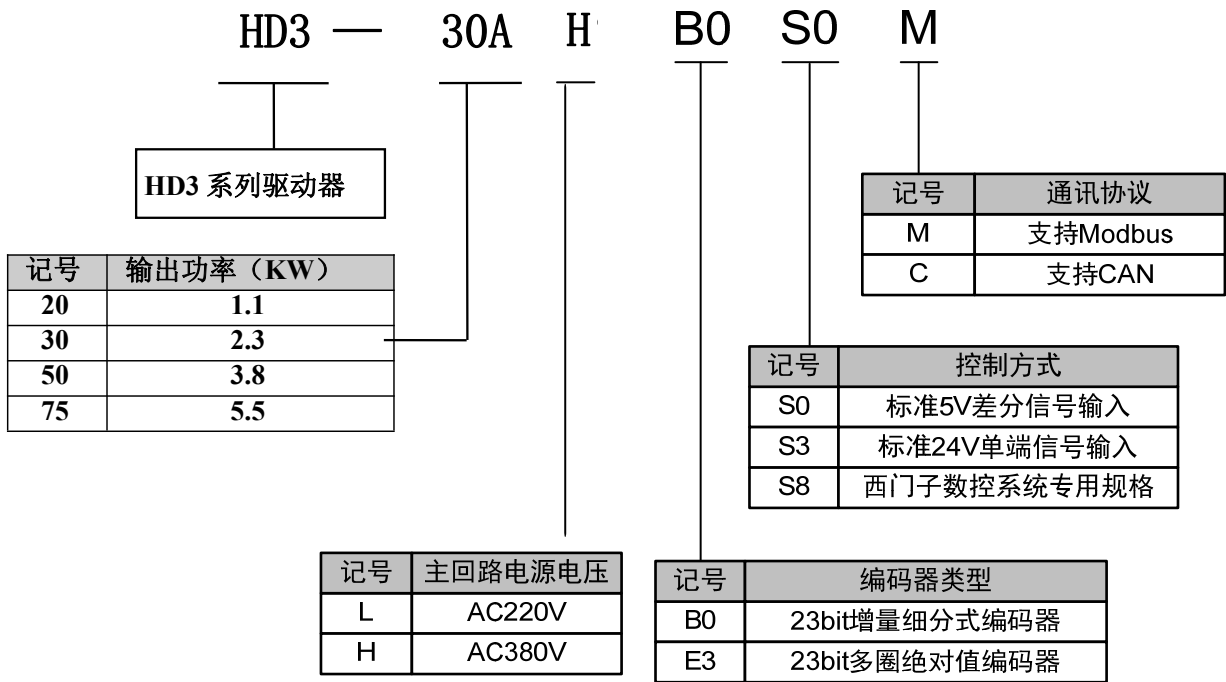 HD3 — 30A H B0 S0 M
HD3 系列驱动器
记号 通讯协议
M 支持Modbus
C 支持CAN
记号 输出功率（KW）
20 1.1
30 2.3
50 3.8
75 5.5
记号 控制方式
S0 标准5V差分信号输入
S3 标准24V单端信号输入
S8 西门子数控系统专用规格
记号 主回路电源电压
L AC220V
H AC380V
记号 编码器类型
B0 23bit增量细分式编码器
E3 23bit多圈绝对值编码器